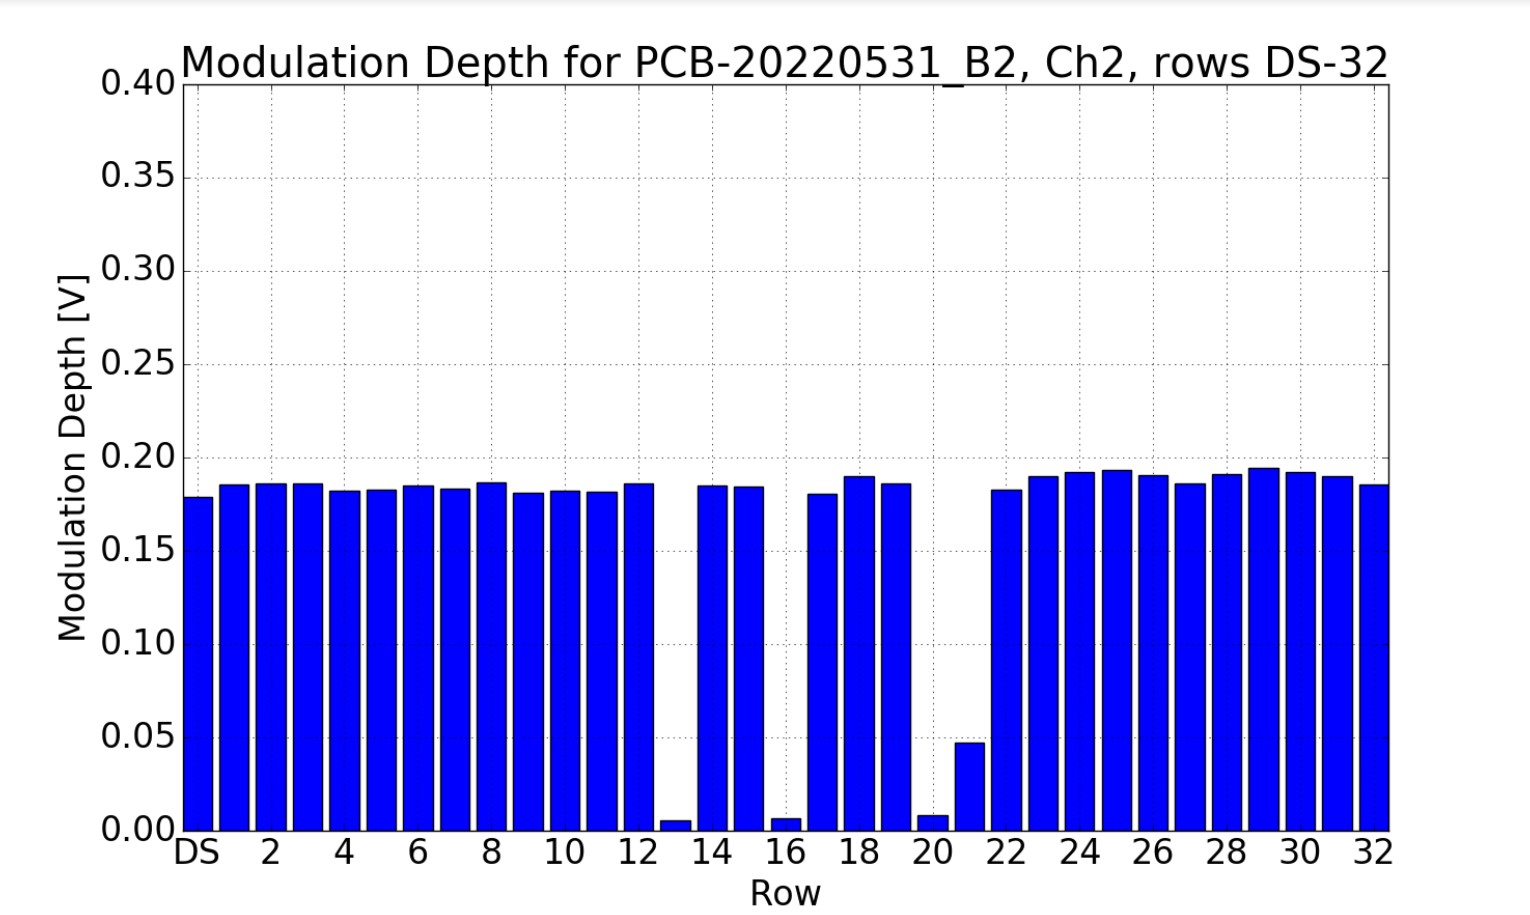 Modulation Depth for PCB-20220531_B2, Ch2, rows DS-32
0.40
0.35
0.30
0.25
0.20
0.15
0.10
0.05
0.00
Modulation Depth [V]
DS 2 4 6 8 10 12 14 16 18 20 22 24 26 28 30 32
Row